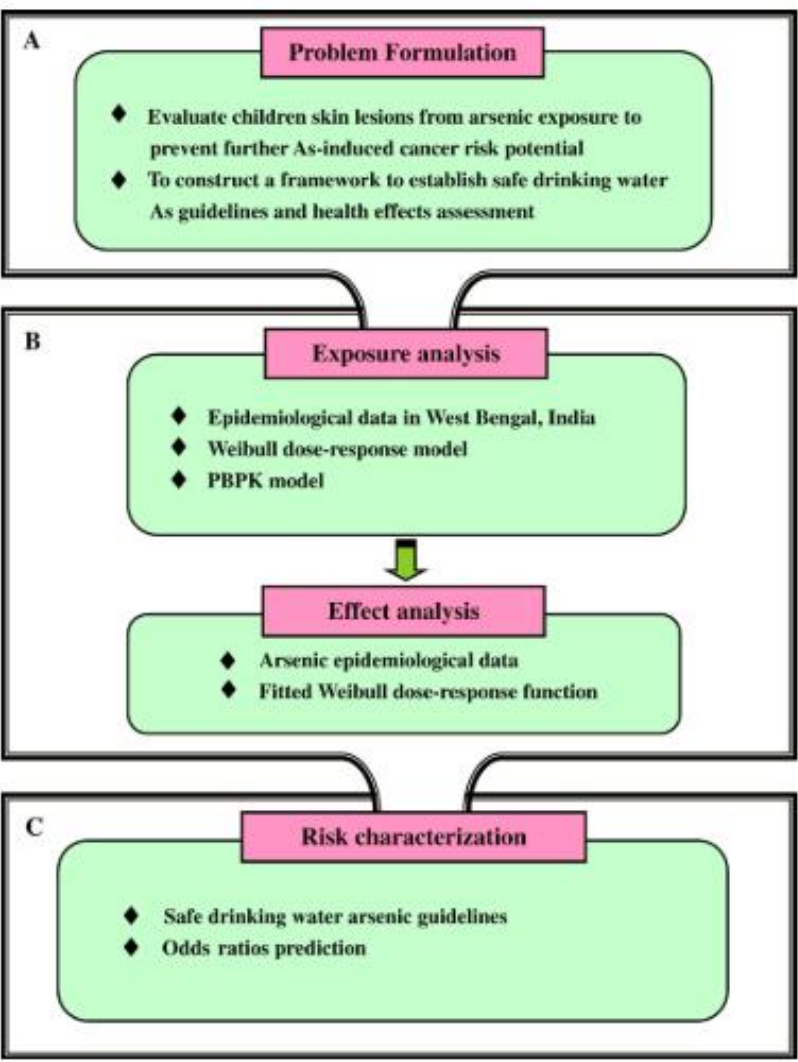 A
Problem Formulation
♦ Evaluate children skin lesions from arsenic exposure to
prevent further As-induced cancer risk potential
♦ To construct a framework to establish safe drinking water
As guidelines and health effects assessment
B
Exposure analysis
♦ Epidemiological data in West Bengal, India
♦ Weibull dose-response model
♦ PBPK model
Effect analysis
♦ Arsenic epidemiological data
♦ Fitted Weibull dose-response function
C
Risk characterization
♦ Safe drinking water arsenic guidelines
♦ Odds ratios prediction